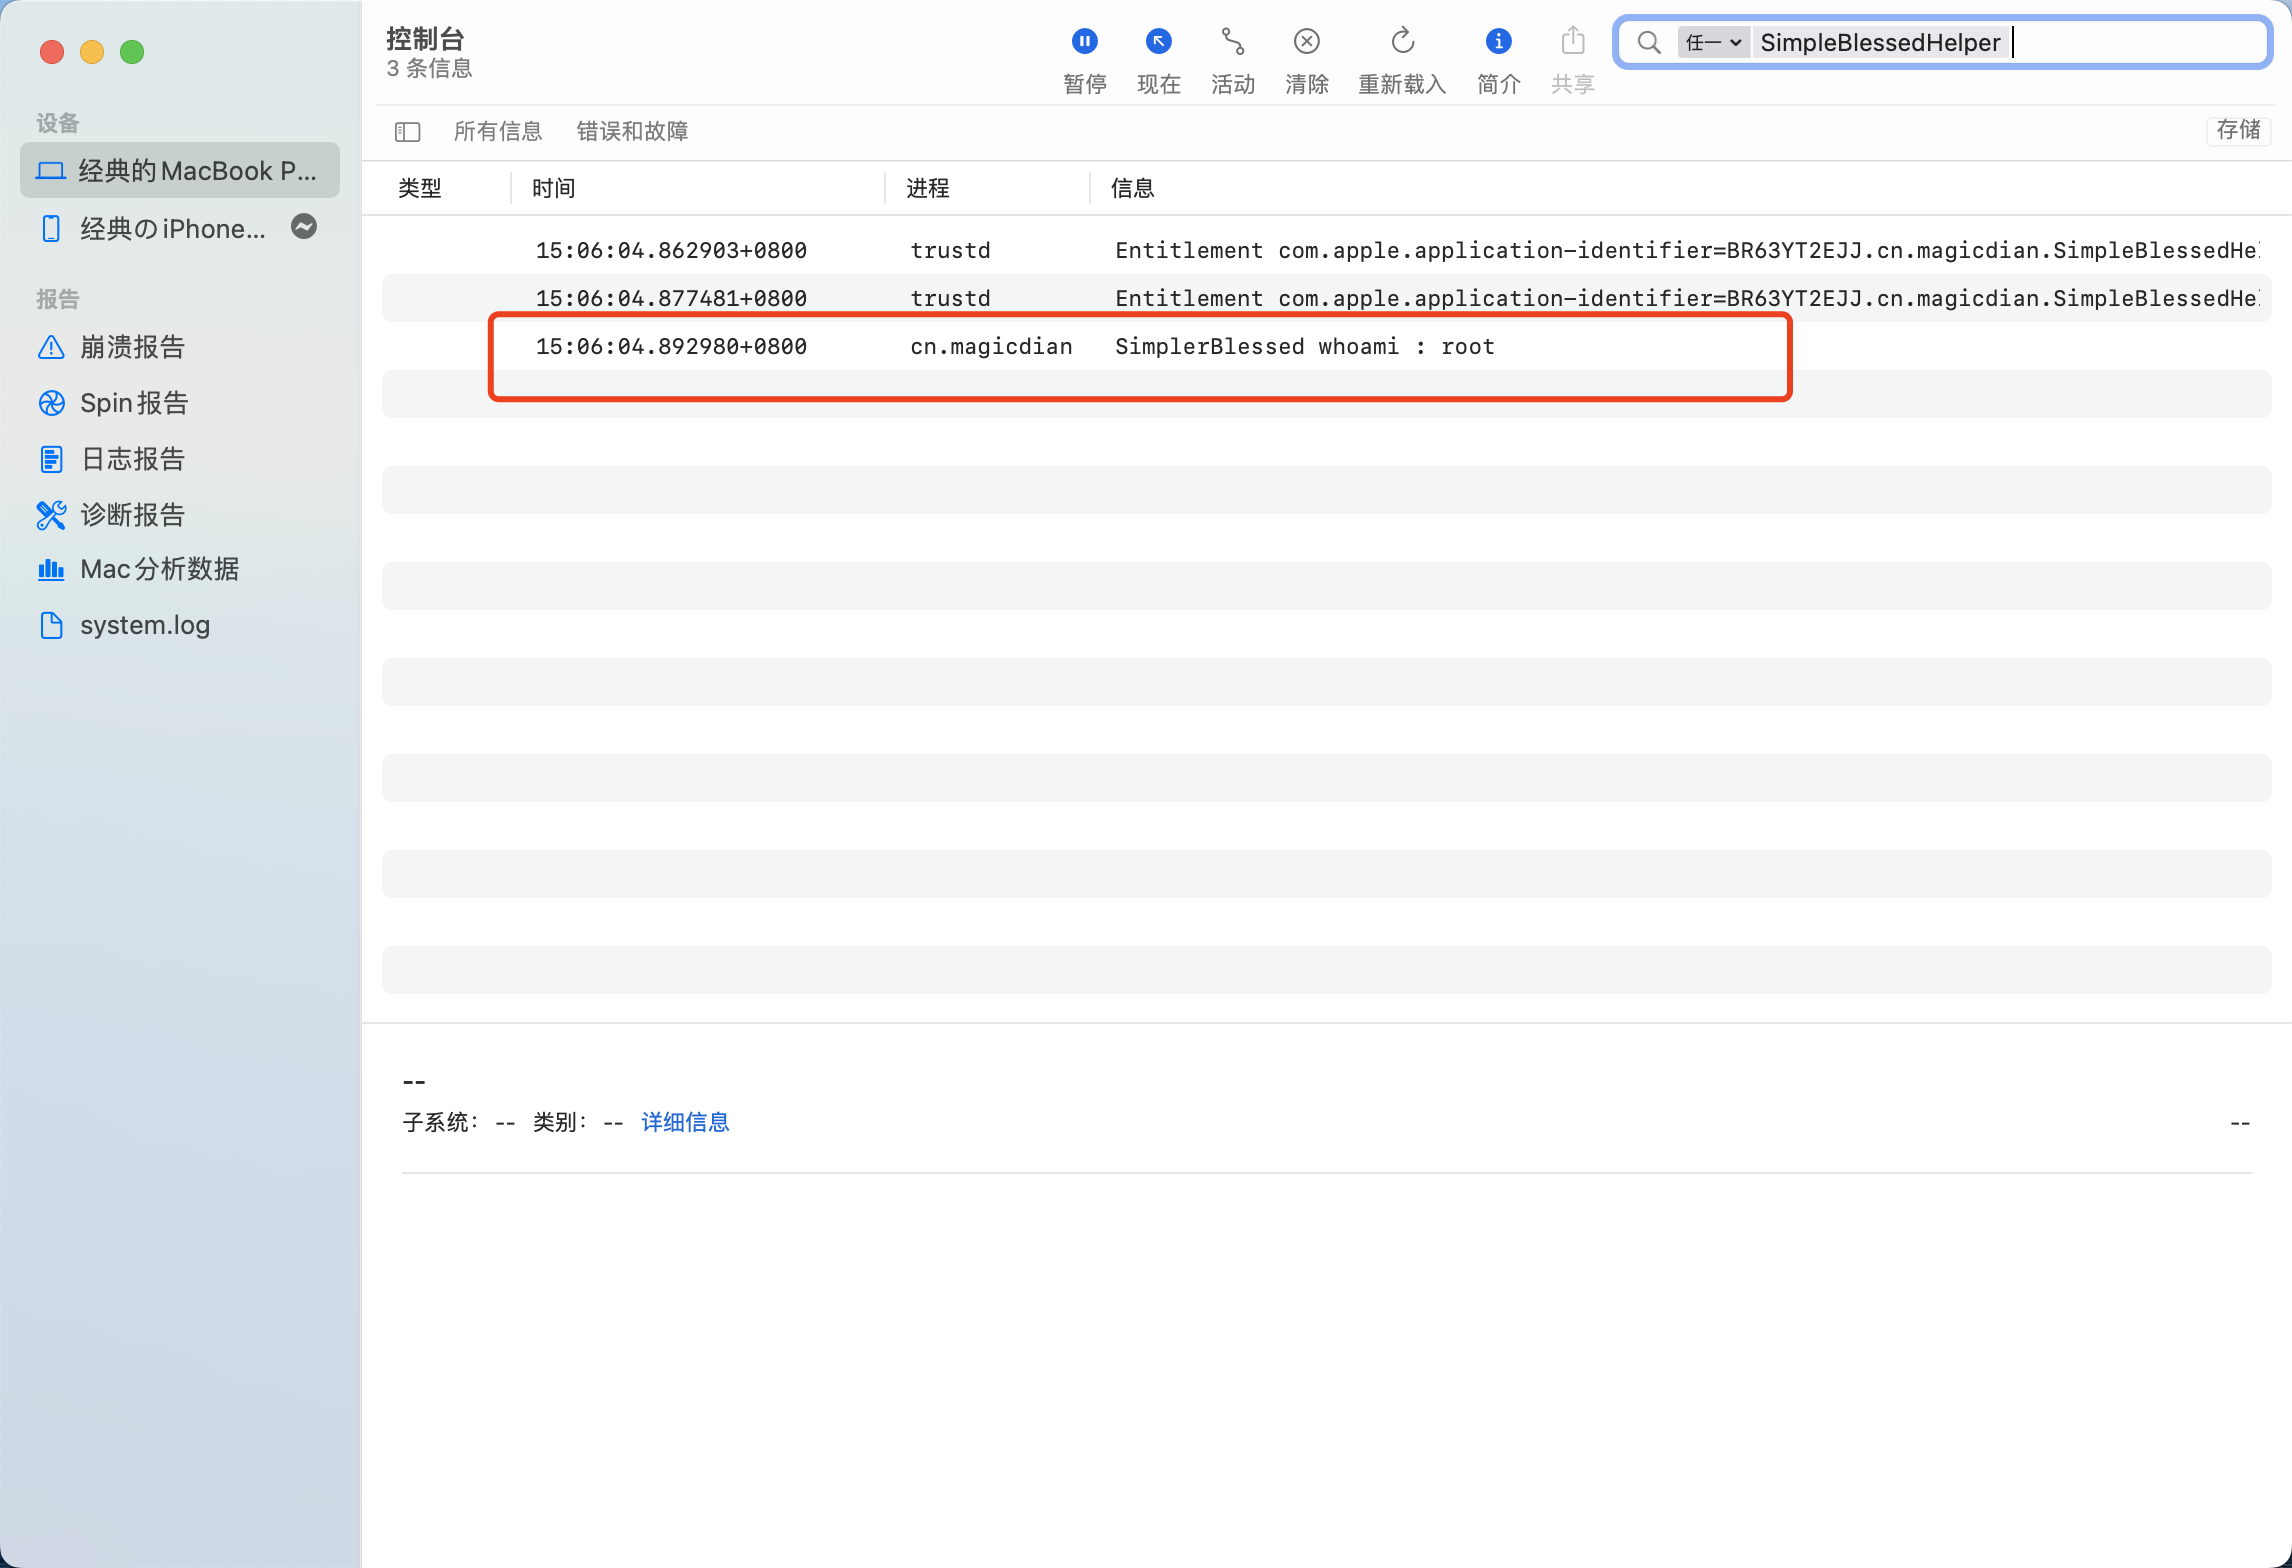 控制台
3 条信息
暂停
现在
活动
清除
重新载入
简介
共享
任一 SimpleBlessedHelper
设备
经典的MacBook P...
经典のiPhone...
报告
崩溃报告
Spin 报告
日志报告
诊断报告
Mac分析数据
system.log
所有信息 错误和故障 存储
类型 时间 进程 信息
15:06:04.862903+0800 trustd Entitlement com.apple.application-identifier=BR63YT2EJJ.cn.magicdian.SimpleBlessedHe
15:06:04.877481+0800 trustd Entitlement com.apple.application-identifier=BR63YT2EJJ.cn.magicdian.SimpleBlessedHe
15:06:04.892980+0800 cn.magicdian SimplerBlessed whoami : root
--
子系统: -- 类别: -- 详细信息 --